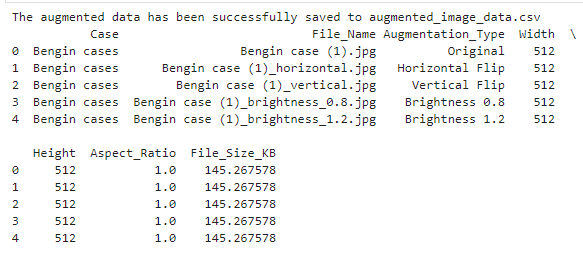 The augmented data has been successfully saved to augmented_image_data.csv
Case File_Name Augmentation_Type Width \
0 Bengin cases Bengin case (1).jpg Original 512
1 Bengin cases Bengin case (1)_horizontal.jpg Horizontal Flip 512
2 Bengin cases Bengin case (1)_vertical.jpg Vertical Flip 512
3 Bengin cases Bengin case (1)_brightness_0.8.jpg Brightness 0.8 512
4 Bengin cases Bengin case (1)_brightness_1.2.jpg Brightness 1.2 512
Height Aspect_Ratio File_Size_KB
0 512 1.0 145.267578
1 512 1.0 145.267578
2 512 1.0 145.267578
3 512 1.0 145.267578
4 512 1.0 145.267578